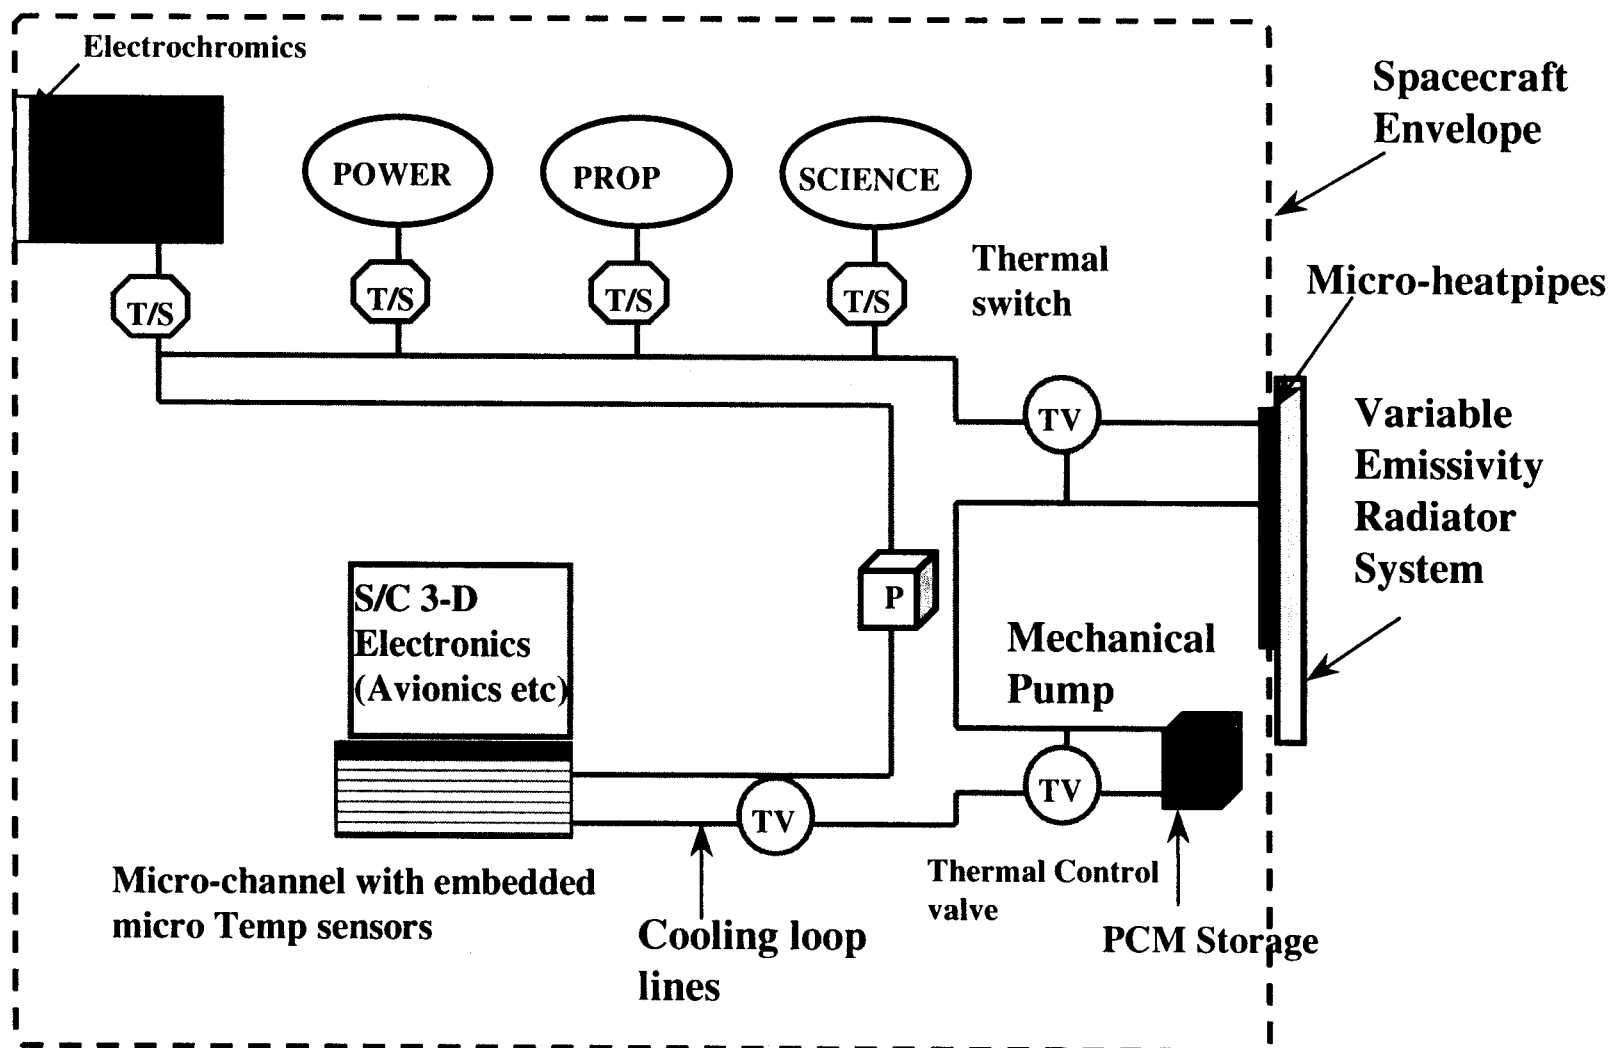 Electrochromics
Spacecraft
Envelope
POWER
PROP
SCIENCE
Thermal
switch
Micro-heatpipes
T/S
T/S
T/S
T/S
TV
Variable
Emissivity
Radiator
System
P
S/C 3-D
Electronics
(Avionics etc)
Mechanical
Pump
TV
TV
Micro-channel with embedded
micro Temp sensors
Thermal Control
valve
Cooling loop
lines
PCM Storage